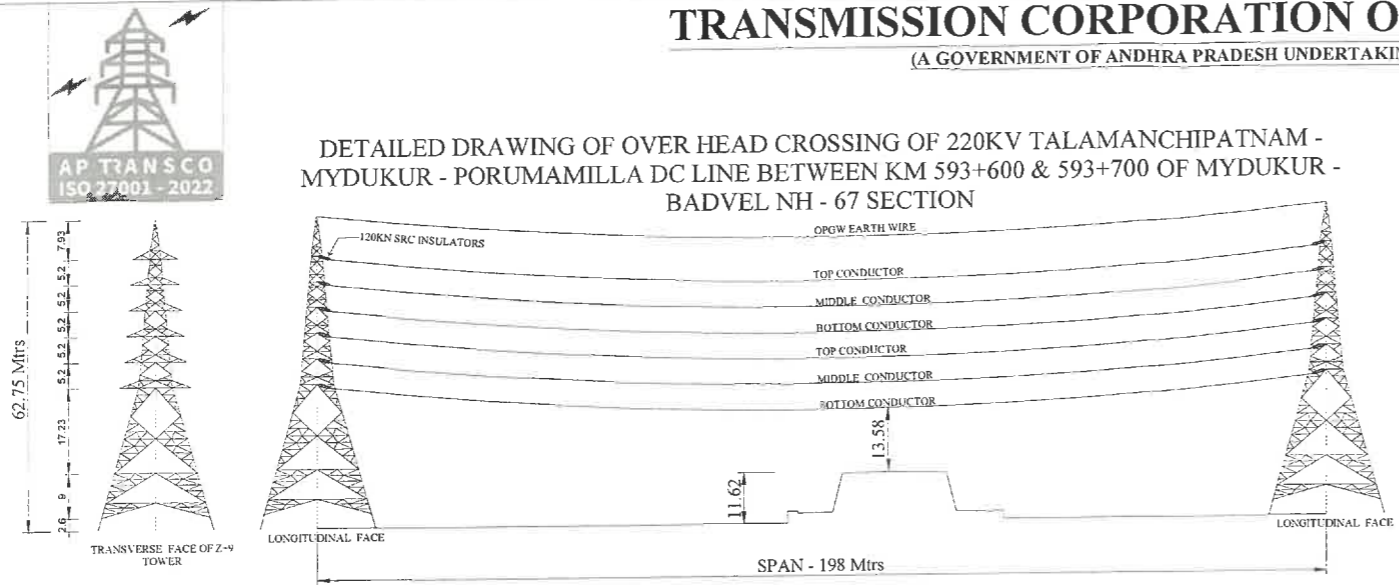 TRANSMISSION CORPORATION O
(A GOVERNMENT OF ANDHRA PRADESH UNDERTAKIN
AP TRANSCO
ISO 27001 - 2022
DETAILED DRAWING OF OVER HEAD CROSSING OF 220KV TALAMANCHIPATNAM -
MYDUKUR - PORUMAMILLA DC LINE BETWEEN KM 593+600 & 593+700 OF MYDUKUR -
BADVEL NH - 67 SECTION
62.75 Mtrs
7.93
5.2
5.2
5.2
5.2
5.2
17.23
9
2.6
TRANSVERSE FACE OF Z+9
TOWER
120KN SRC INSULATORS
OPGW EARTH WIRE
TOP CONDUCTOR
MIDDLE CONDUCTOR
BOTTOM CONDUCTOR
TOP CONDUCTOR
MIDDLE CONDUCTOR
BOTTOM CONDUCTOR
13.58
11.62
LONGITUDINAL FACE
LONGITUDINAL FACE
SPAN - 198 Mtrs